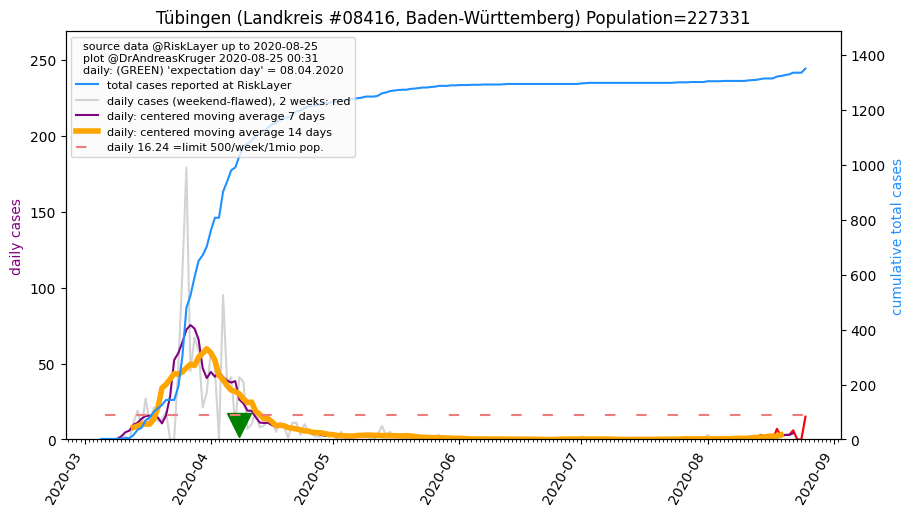 Tübingen (Landkreis #08416, Baden-Württemberg) Population=227331
source data @RiskLayer up to 2020-08-25
plot @DrAndreasKruger 2020-08-25 00:31
daily: (GREEN) 'expectation day' = 08.04.2020
total cases reported at RiskLayer
daily cases (weekend-flawed), 2 weeks: red
daily: centered moving average 7 days
daily: centered moving average 14 days
daily 16.24 =limit 500/week/1mio pop.
daily cases
250
200
150
100
50
0
cumulative total cases
1400
1200
1000
800
600
400
200
0
2020-03
2020-04
2020-05
2020-06
2020-07
2020-08
2020-09